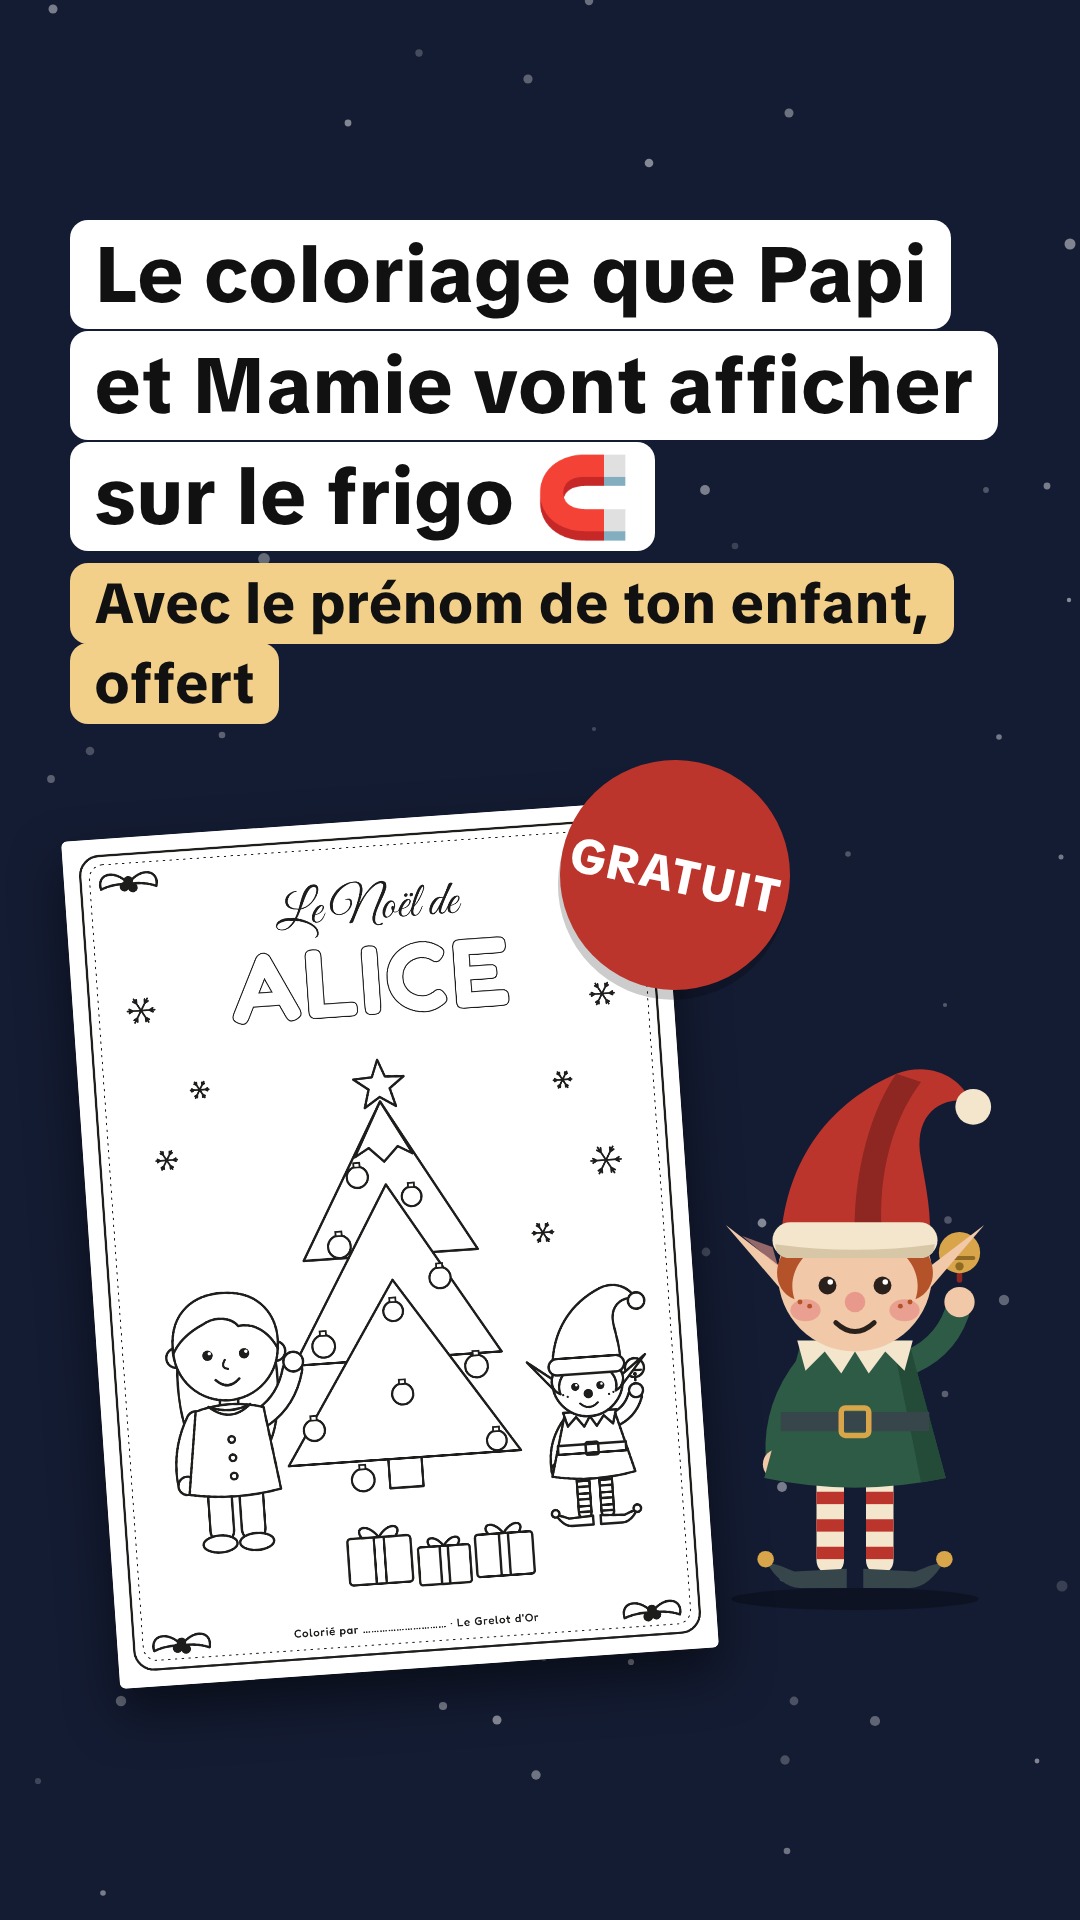 Le coloriage que Papi
et Mamie vont afficher
sur le frigo 🧲
Avec le prénom de ton enfant,
offert
GRATUIT
Le Noël de
ALICE
Colorié par .............................. · Le Grelot d'Or